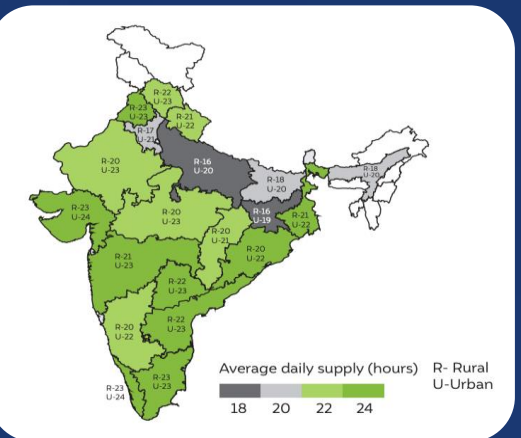 R-22
U-23
R-23
U-23
R-21
U-22
R-17
U-21
R-16
U-20
R-20
U-23
R-18
U-20
R-18
U-20
R-23
U-24
R-20
U-23
R-16
U-19
R-21
U-22
R-20
U-21
R-20
U-22
R-21
U-23
R-22
U-23
R-22
U-23
R-20
U-22
R-23
U-24
R-23
U-23
Average daily supply (hours)
18 20 22 24
R- Rural
U-Urban